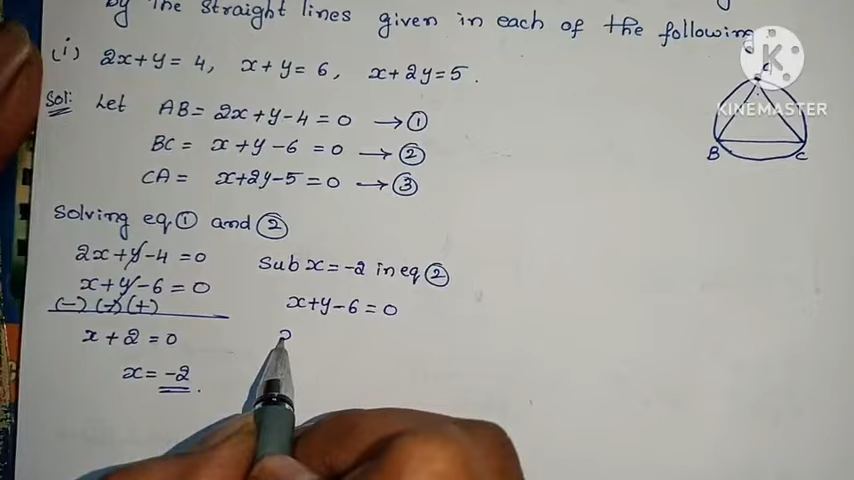 by the straight lines given in each of the following
(i) 2x+y=4, x+y=6, x+2y=5.
Sol: Let AB= 2x+y-4=0 → ①
BC = x+y-6=0 → ②
CA= x+2y-5=0 → ③
Solving eq ① and ②
2x+y-4=0
x+y-6=0
(-) (-) (+)
x+2=0
x= -2.
Sub x=-2 in eq ②
x+y-6=0
B
C
K
KINEMASTER